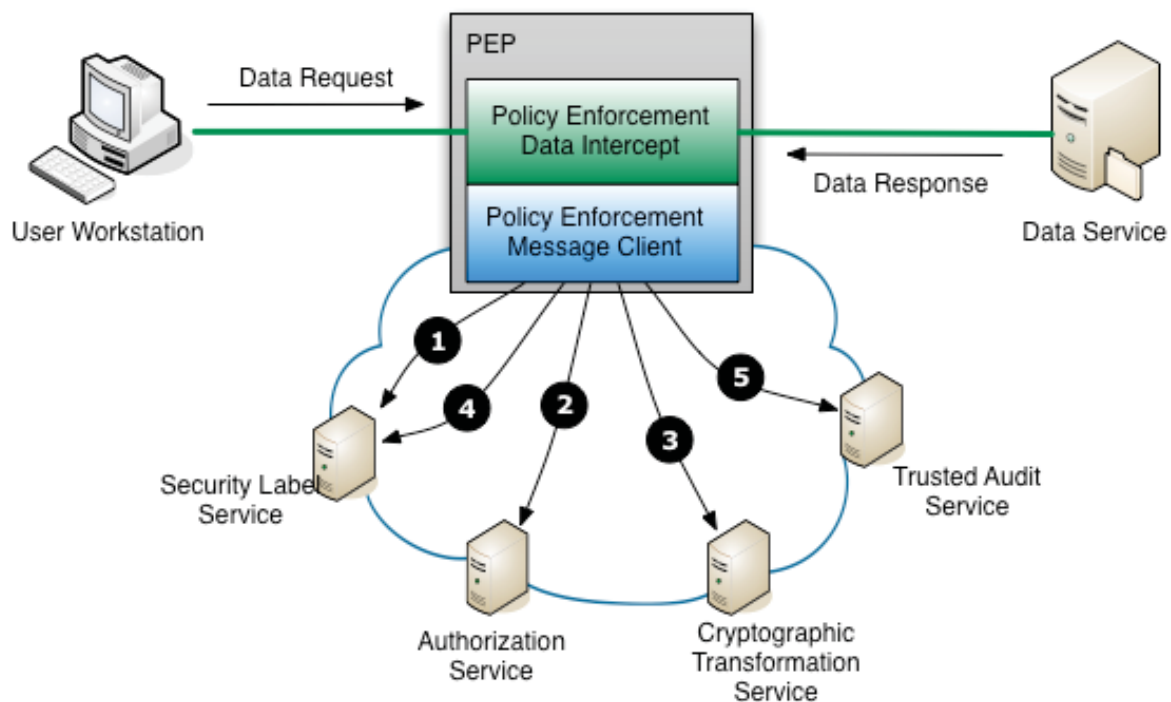 PEP
Data Request
Policy Enforcement
Data Intercept
Data Response
User Workstation
Policy Enforcement
Message Client
Data Service
1
4
2
3
5
Security Label
Service
Authorization
Service
Cryptographic
Transformation
Service
Trusted Audit
Service